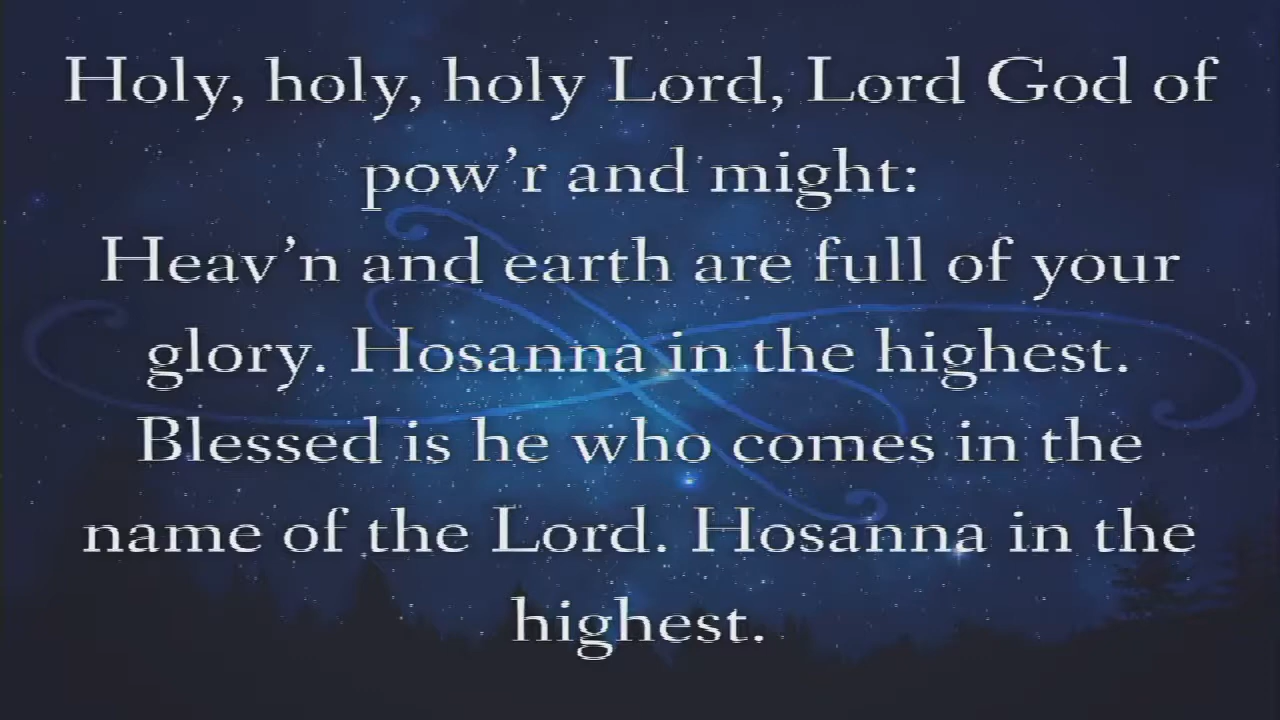 Holy, holy, holy Lord, Lord God of
pow’r and might:
Heav’n and earth are full of your
glory. Hosanna in the highest.
Blessed is he who comes in the
name of the Lord. Hosanna in the
highest.